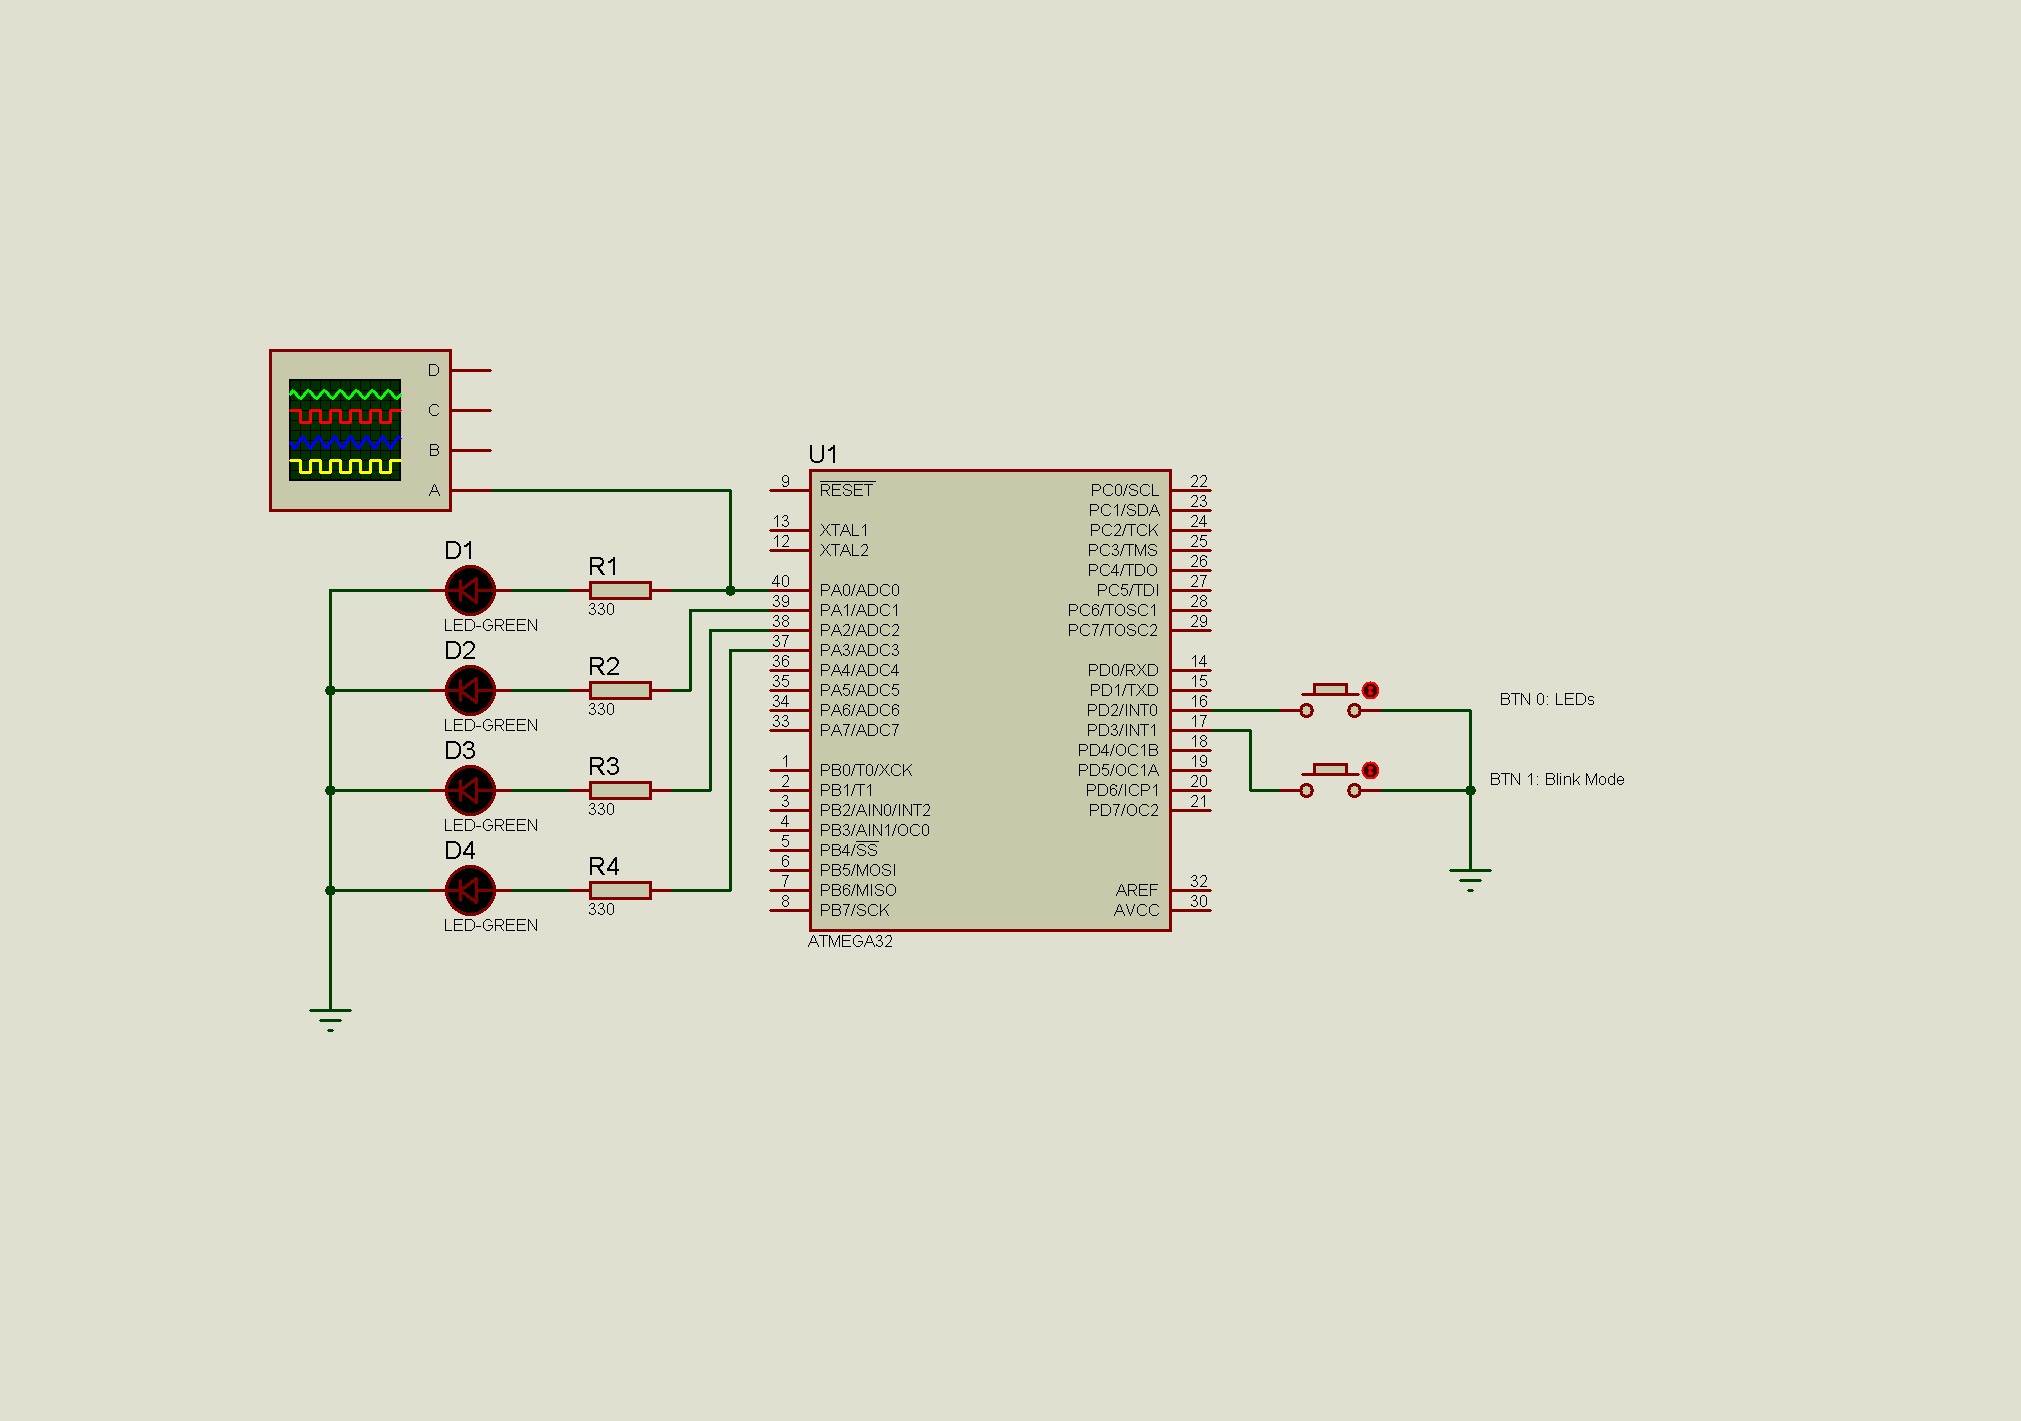 D
C
B
A
U1
9
RESET
13
XTAL1
12
XTAL2
40
PA0/ADC0
39
PA1/ADC1
38
PA2/ADC2
37
PA3/ADC3
36
PA4/ADC4
35
PA5/ADC5
34
PA6/ADC6
33
PA7/ADC7
1
PB0/T0/XCK
2
PB1/T1
3
PB2/AIN0/INT2
4
PB3/AIN1/OC0
5
PB4/SS
6
PB5/MOSI
7
PB6/MISO
8
PB7/SCK
22
PC0/SCL
23
PC1/SDA
24
PC2/TCK
25
PC3/TMS
26
PC4/TDO
27
PC5/TDI
28
PC6/TOSC1
29
PC7/TOSC2
14
PD0/RXD
15
PD1/TXD
16
PD2/INT0
17
PD3/INT1
18
PD4/OC1B
19
PD5/OC1A
20
PD6/ICP1
21
PD7/OC2
32
AREF
30
AVCC
ATMEGA32
D1
LED-GREEN
R1
330
D2
LED-GREEN
R2
330
D3
LED-GREEN
R3
330
D4
LED-GREEN
R4
330
BTN 0: LEDs
BTN 1: Blink Mode